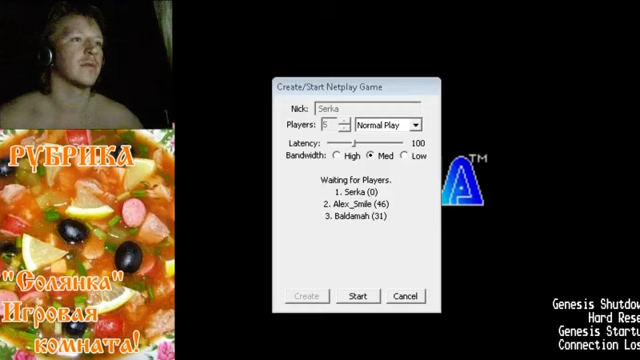 РУБРИКА
"Солянка"
Игровая
комната!
Create/Start Netplay Game
Nick: Serka
Players: 5 Normal Play
Latency: 100
Bandwidth: High Med Low
Waiting for Players.
1. Serka (0)
2. Alex_Smile (46)
3. Baldamah (31)
Create Start Cancel
TM
Genesis Shutdow
Hard Rese
Genesis Startu
Connection Los